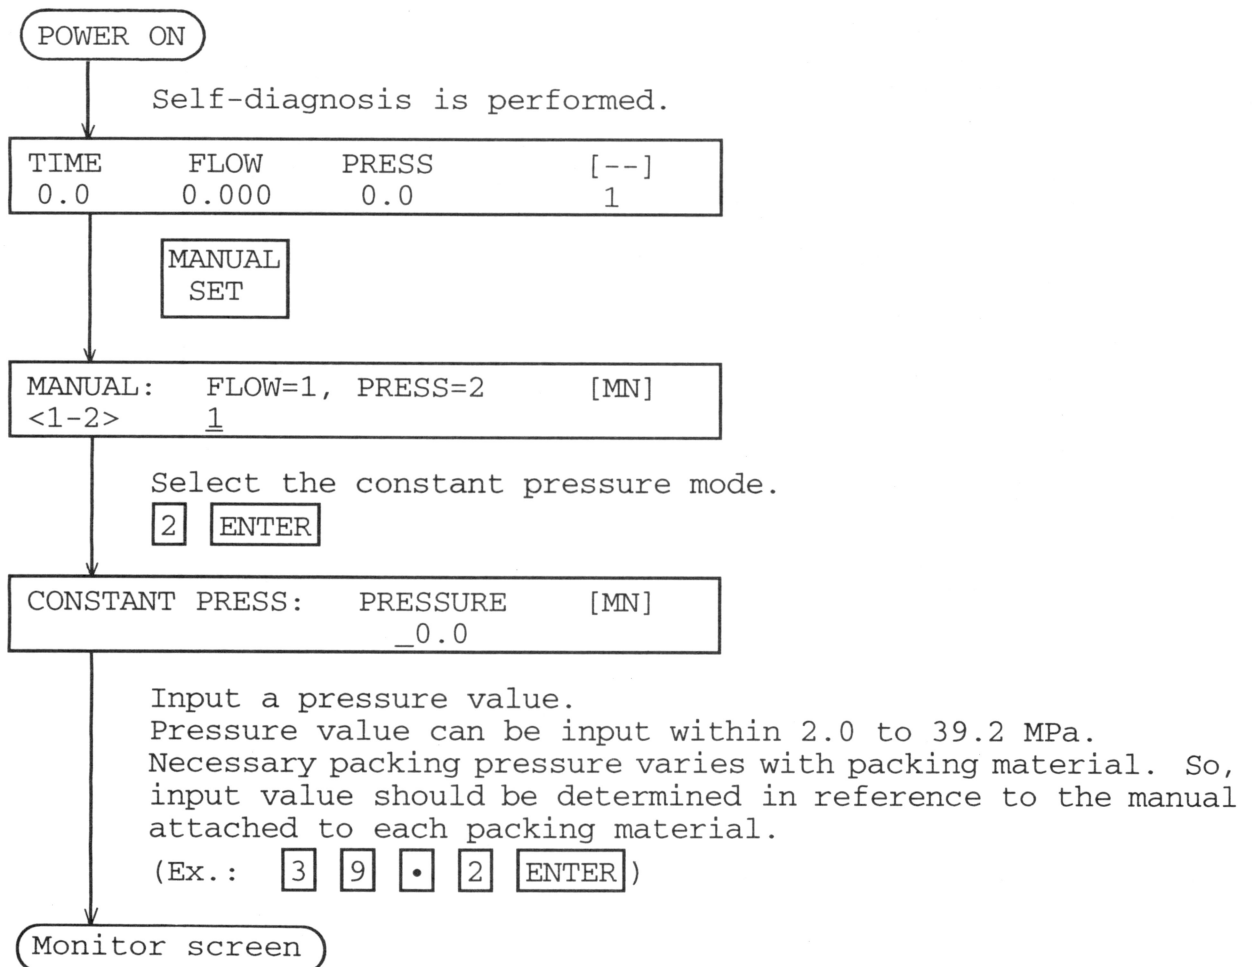 POWER ON
Self-diagnosis is performed.
TIME FLOW PRESS [--]
0.0 0.000 0.0 1
MANUAL
SET
MANUAL: FLOW=1, PRESS=2 [MN]
<1-2> 1
Select the constant pressure mode.
2 ENTER
CONSTANT PRESS: PRESSURE [MN]
_0.0
Input a pressure value.
Pressure value can be input within 2.0 to 39.2 MPa.
Necessary packing pressure varies with packing material. So,
input value should be determined in reference to the manual
attached to each packing material.
(Ex.: 3 9 • 2 ENTER)
Monitor screen